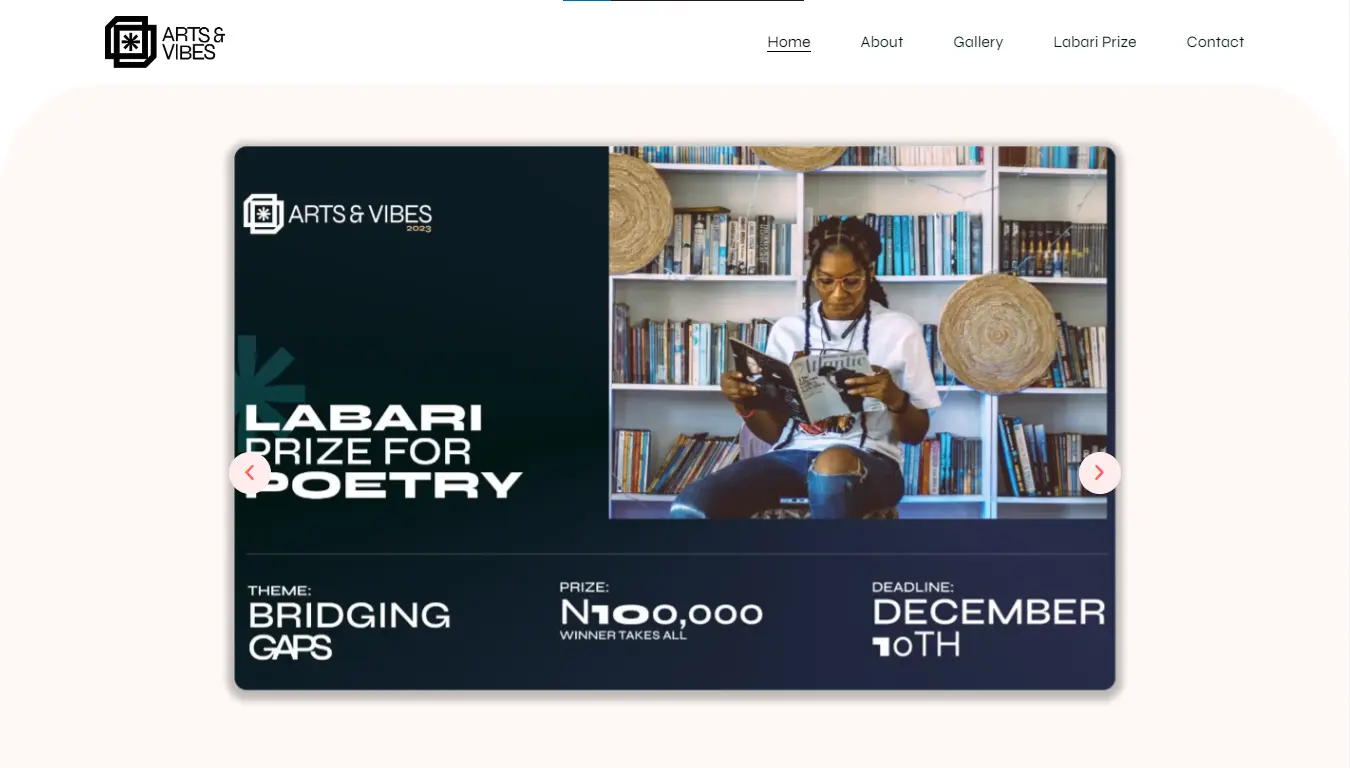 ARTS &
VIBES
Home
About
Gallery
Labari Prize
Contact
ARTS & VIBES
2023
LABARI
PRIZE FOR
POETRY
Atlantic
THEME:
BRIDGING
GAPS
PRIZE:
N100,000
WINNER TAKES ALL
DEADLINE:
DECEMBER
10TH